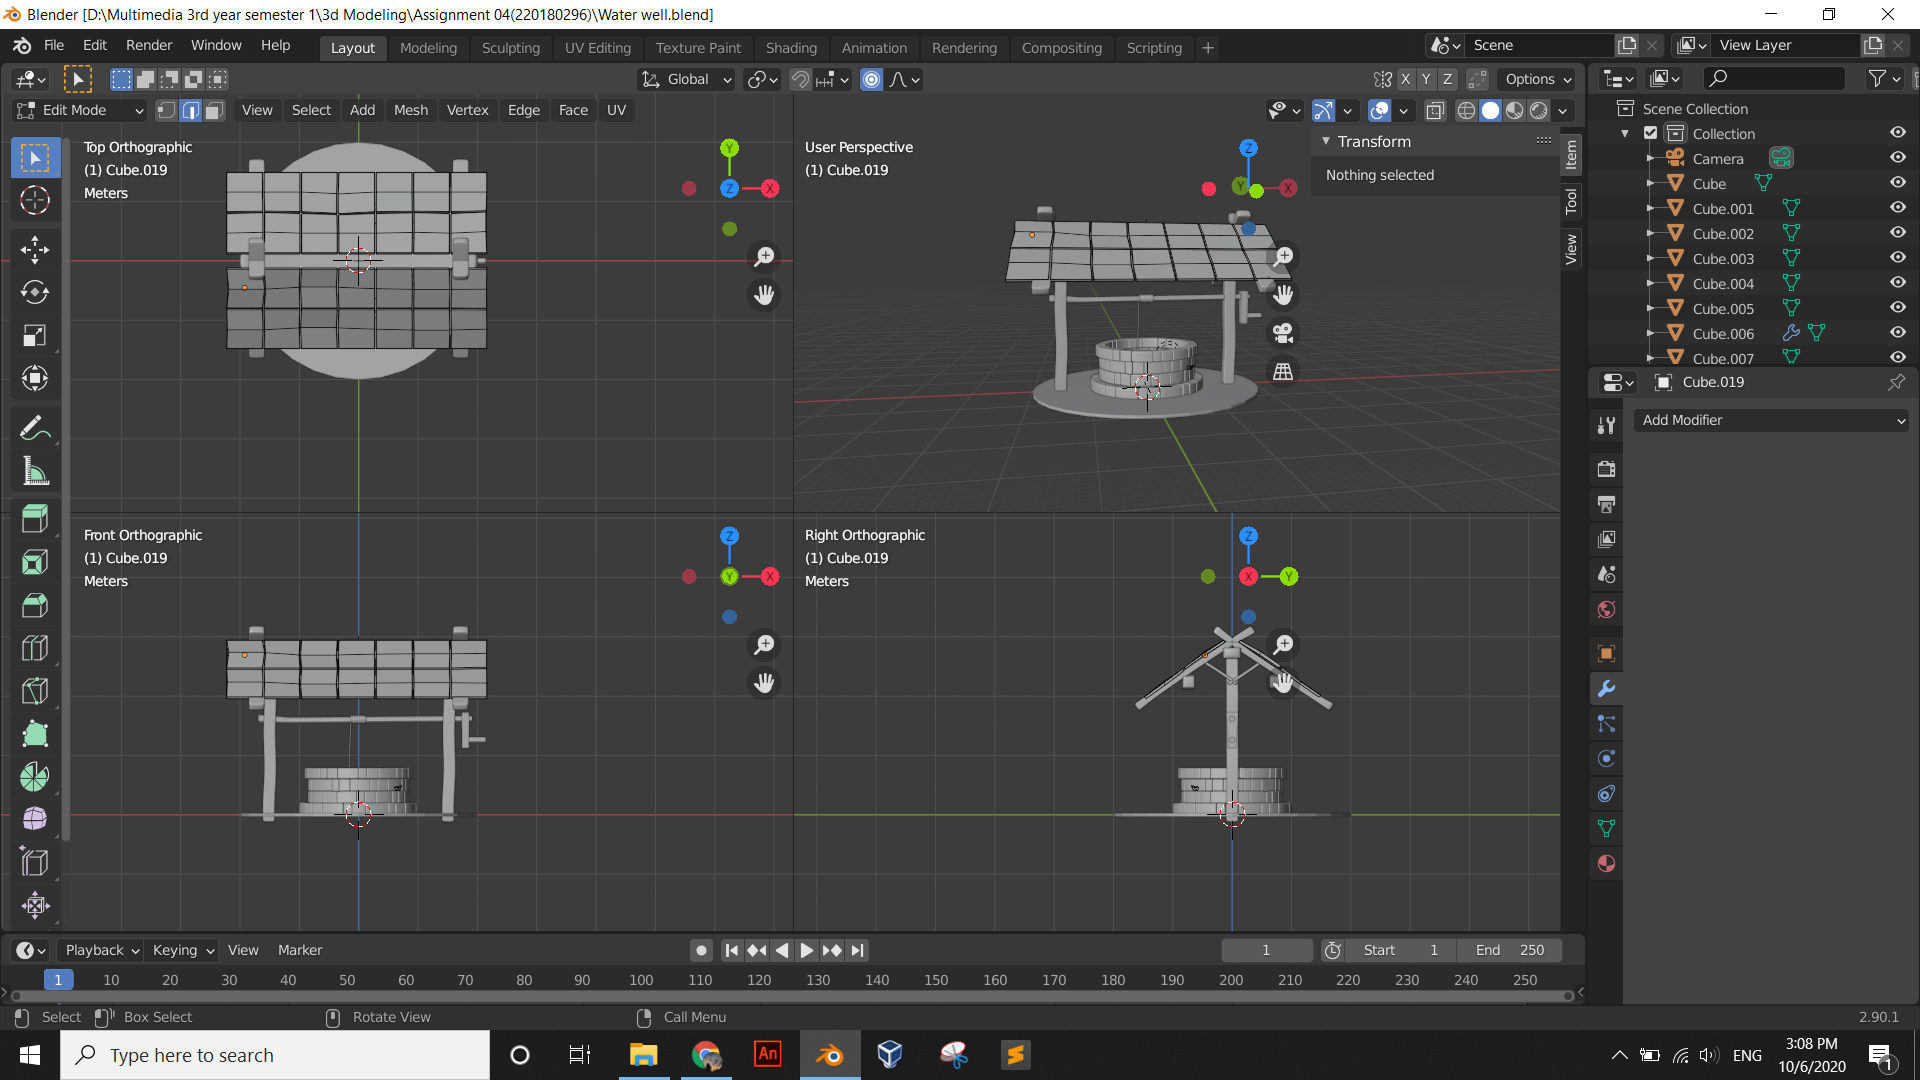 Blender [D:\Multimedia 3rd year semester 1\3d Modeling\Assignment 04(220180296)\Water well.blend]
File Edit Render Window Help Layout Modeling Sculpting UV Editing Texture Paint Shading Animation Rendering Compositing Scripting + Scene View Layer
Global X Y Z Options
Edit Mode View Select Add Mesh Vertex Edge Face UV
Top Orthographic
(1) Cube.019
Meters
Y
Z
X
User Perspective
(1) Cube.019
Z
Y
X
Transform
Nothing selected
Item
Tool
View
Front Orthographic
(1) Cube.019
Meters
Z
Y
X
Right Orthographic
(1) Cube.019
Meters
Z
X
Y
Scene Collection
Collection
Camera
Cube
Cube.001
Cube.002
Cube.003
Cube.004
Cube.005
Cube.006
Cube.007
Cube.019
Add Modifier
Playback Keying View Marker 1 Start 1 End 250
1 10 20 30 40 50 60 70 80 90 100 110 120 130 140 150 160 170 180 190 200 210 220 230 240 250
Select Box Select Rotate View Call Menu 2.90.1
Type here to search
An
ENG
3:08 PM
10/6/2020
1